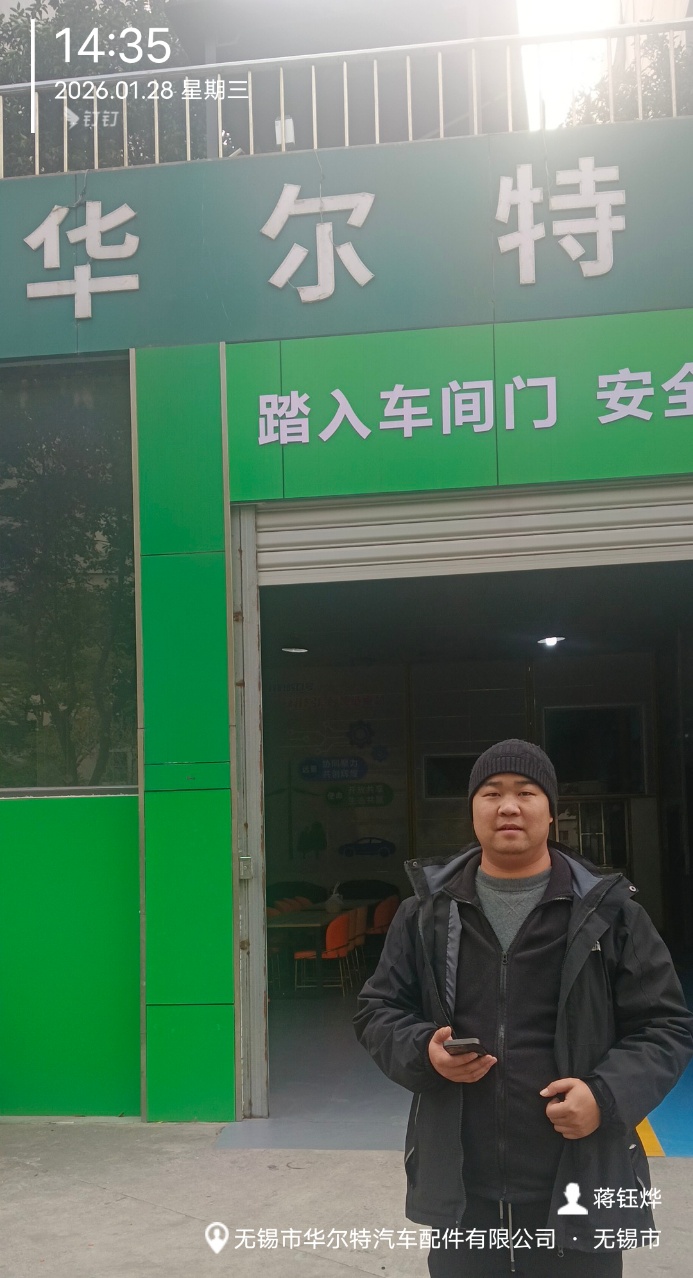 14:35
2026.01.28 星期三
钉钉
华尔特
踏入车间门 安全
蒋钰烨
无锡市华尔特汽车配件有限公司 · 无锡市